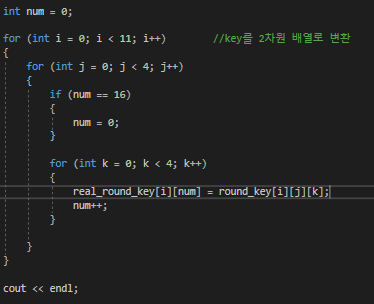 int num = 0;
for (int i = 0; i < 11; i++) //key를 2차원 배열로 변환
{
for (int j = 0; j < 4; j++)
{
if (num == 16)
{
num = 0;
}
for (int k = 0; k < 4; k++)
{
real_round_key[i][num] = round_key[i][j][k];
num++;
}
}
}
cout << endl;